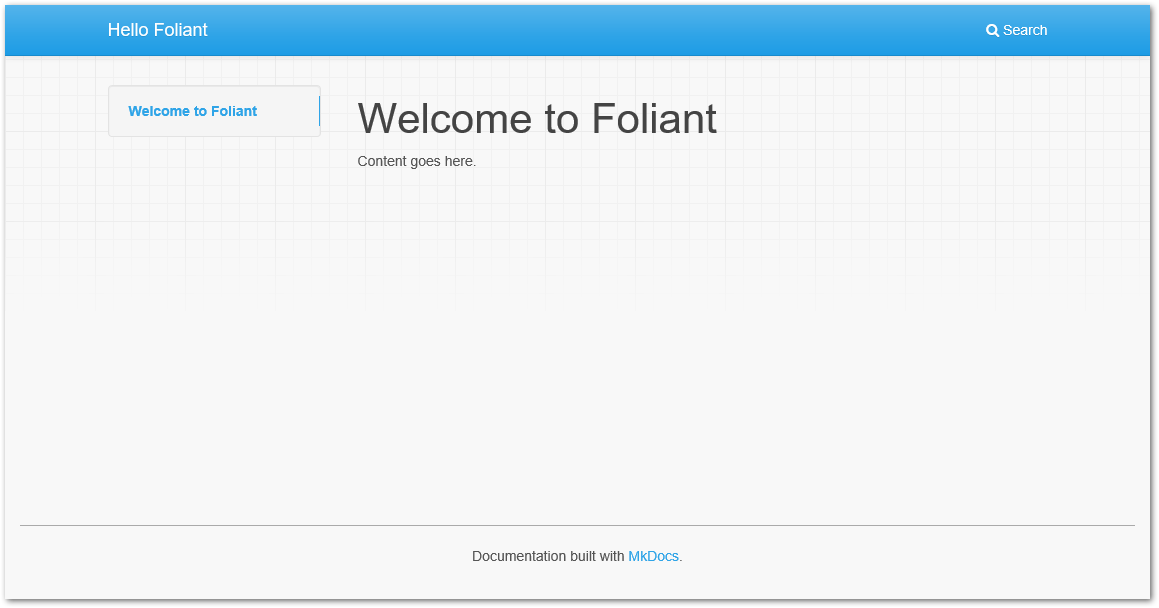 Hello Foliant
Search
Welcome to Foliant
Welcome to Foliant
Content goes here.
Documentation built with MkDocs.